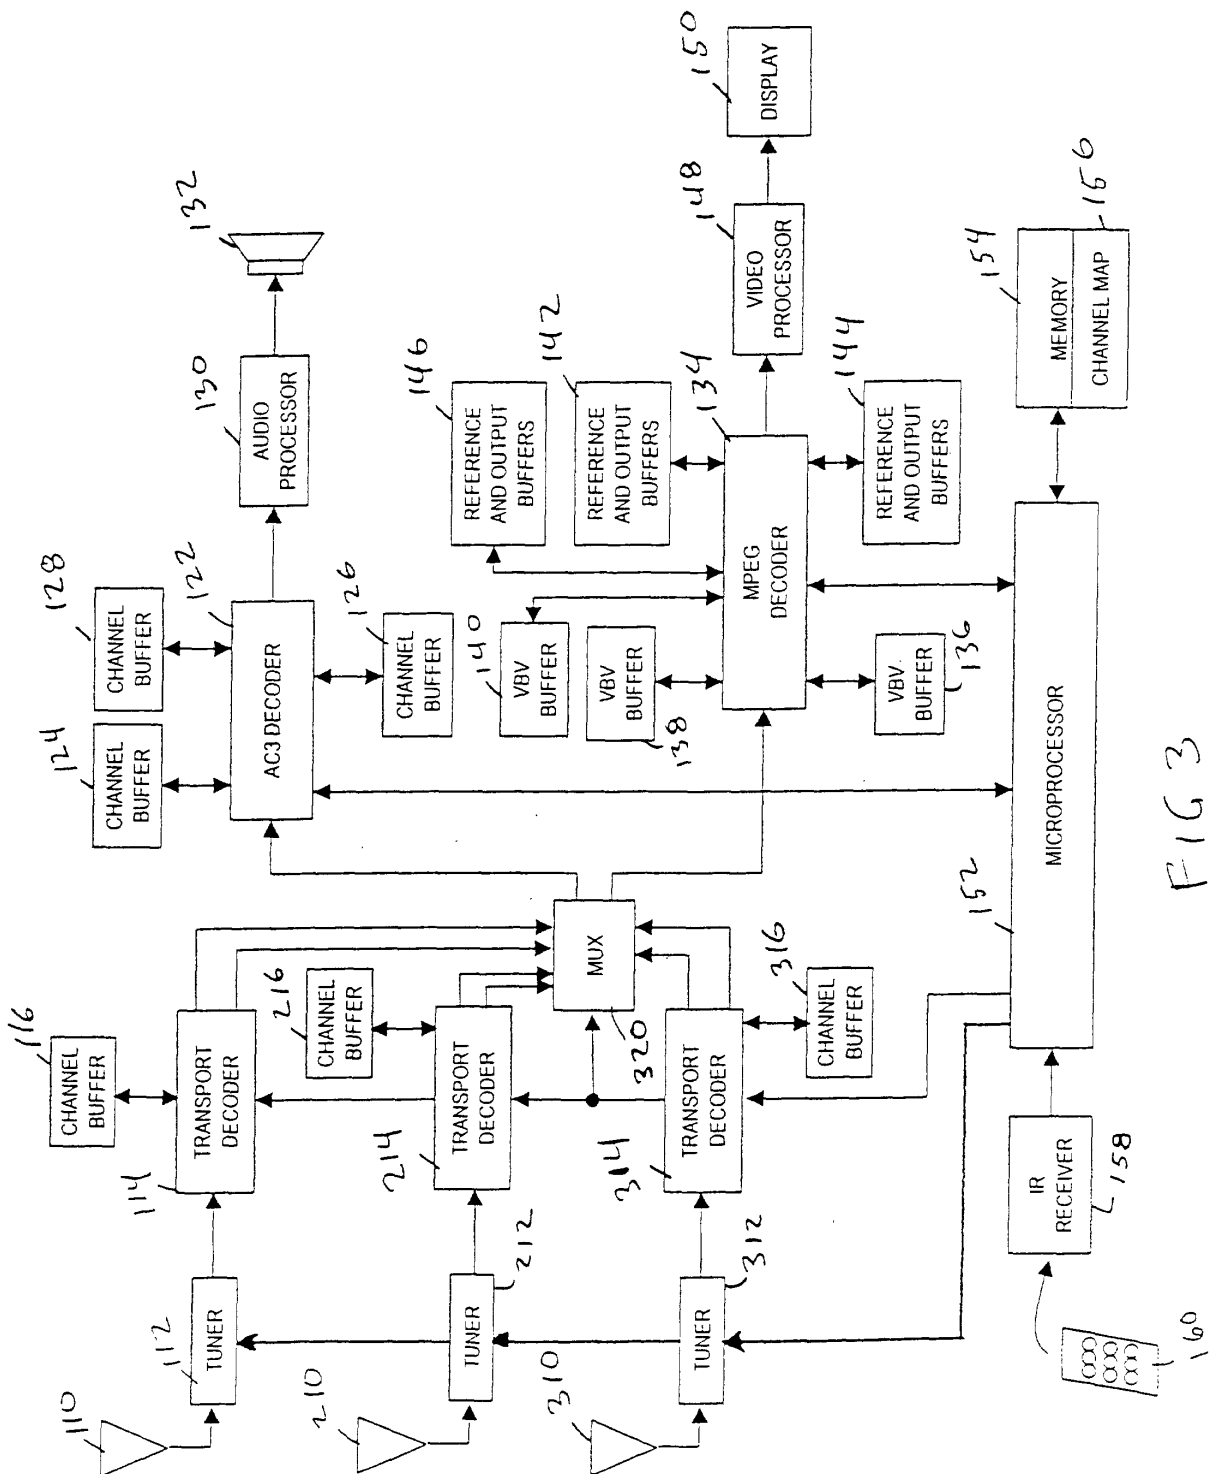 110
112
TUNER
114
TRANSPORT
DECODER
116
CHANNEL
BUFFER
124
CHANNEL
BUFFER
128
CHANNEL
BUFFER
122
AC3 DECODER
126
CHANNEL
BUFFER
130
AUDIO
PROCESSOR
132
210
212
TUNER
214
TRANSPORT
DECODER
216
CHANNEL
BUFFER
310
312
TUNER
314
TRANSPORT
DECODER
316
CHANNEL
BUFFER
MUX
320
140
VBV
BUFFER
VBV
BUFFER
138
146
REFERENCE
AND OUTPUT
BUFFERS
142
REFERENCE
AND OUTPUT
BUFFERS
134
MPEG
DECODER
VBV
BUFFER
136
144
REFERENCE
AND OUTPUT
BUFFERS
148
VIDEO
PROCESSOR
150
DISPLAY
160
IR
RECEIVER
158
152
MICROPROCESSOR
154
MEMORY
CHANNEL MAP
156
FIG 3